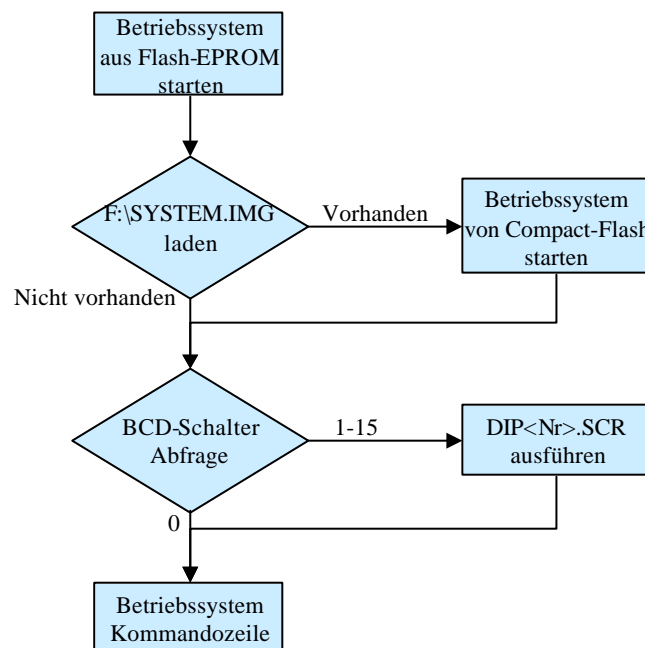 Betriebssystem
aus Flash-EPROM
starten
F:\SYSTEM.IMG
laden
Vorhanden
Betriebssystem
von Compact-Flash
starten
Nicht vorhanden
BCD-Schalter
Abfrage
1-15
DIP<Nr>.SCR
ausführen
0
Betriebssystem
Kommandozeile